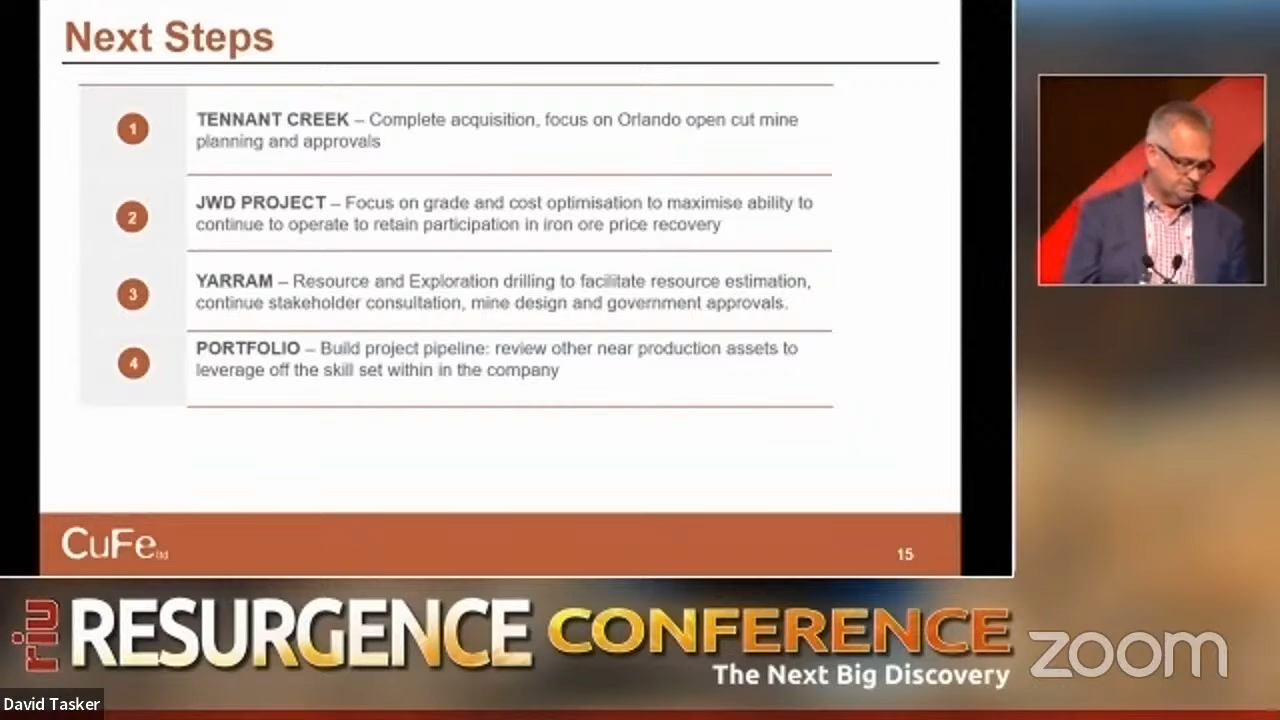 Next Steps
1
TENNANT CREEK – Complete acquisition, focus on Orlando open cut mine
planning and approvals
2
JWD PROJECT – Focus on grade and cost optimisation to maximise ability to
continue to operate to retain participation in iron ore price recovery
3
YARRAM – Resource and Exploration drilling to facilitate resource estimation,
continue stakeholder consultation, mine design and government approvals.
4
PORTFOLIO – Build project pipeline: review other near production assets to
leverage off the skill set within in the company
CuFe ltd
15
riu RESURGENCE CONFERENCE
The Next Big Discovery
zoom
David Tasker